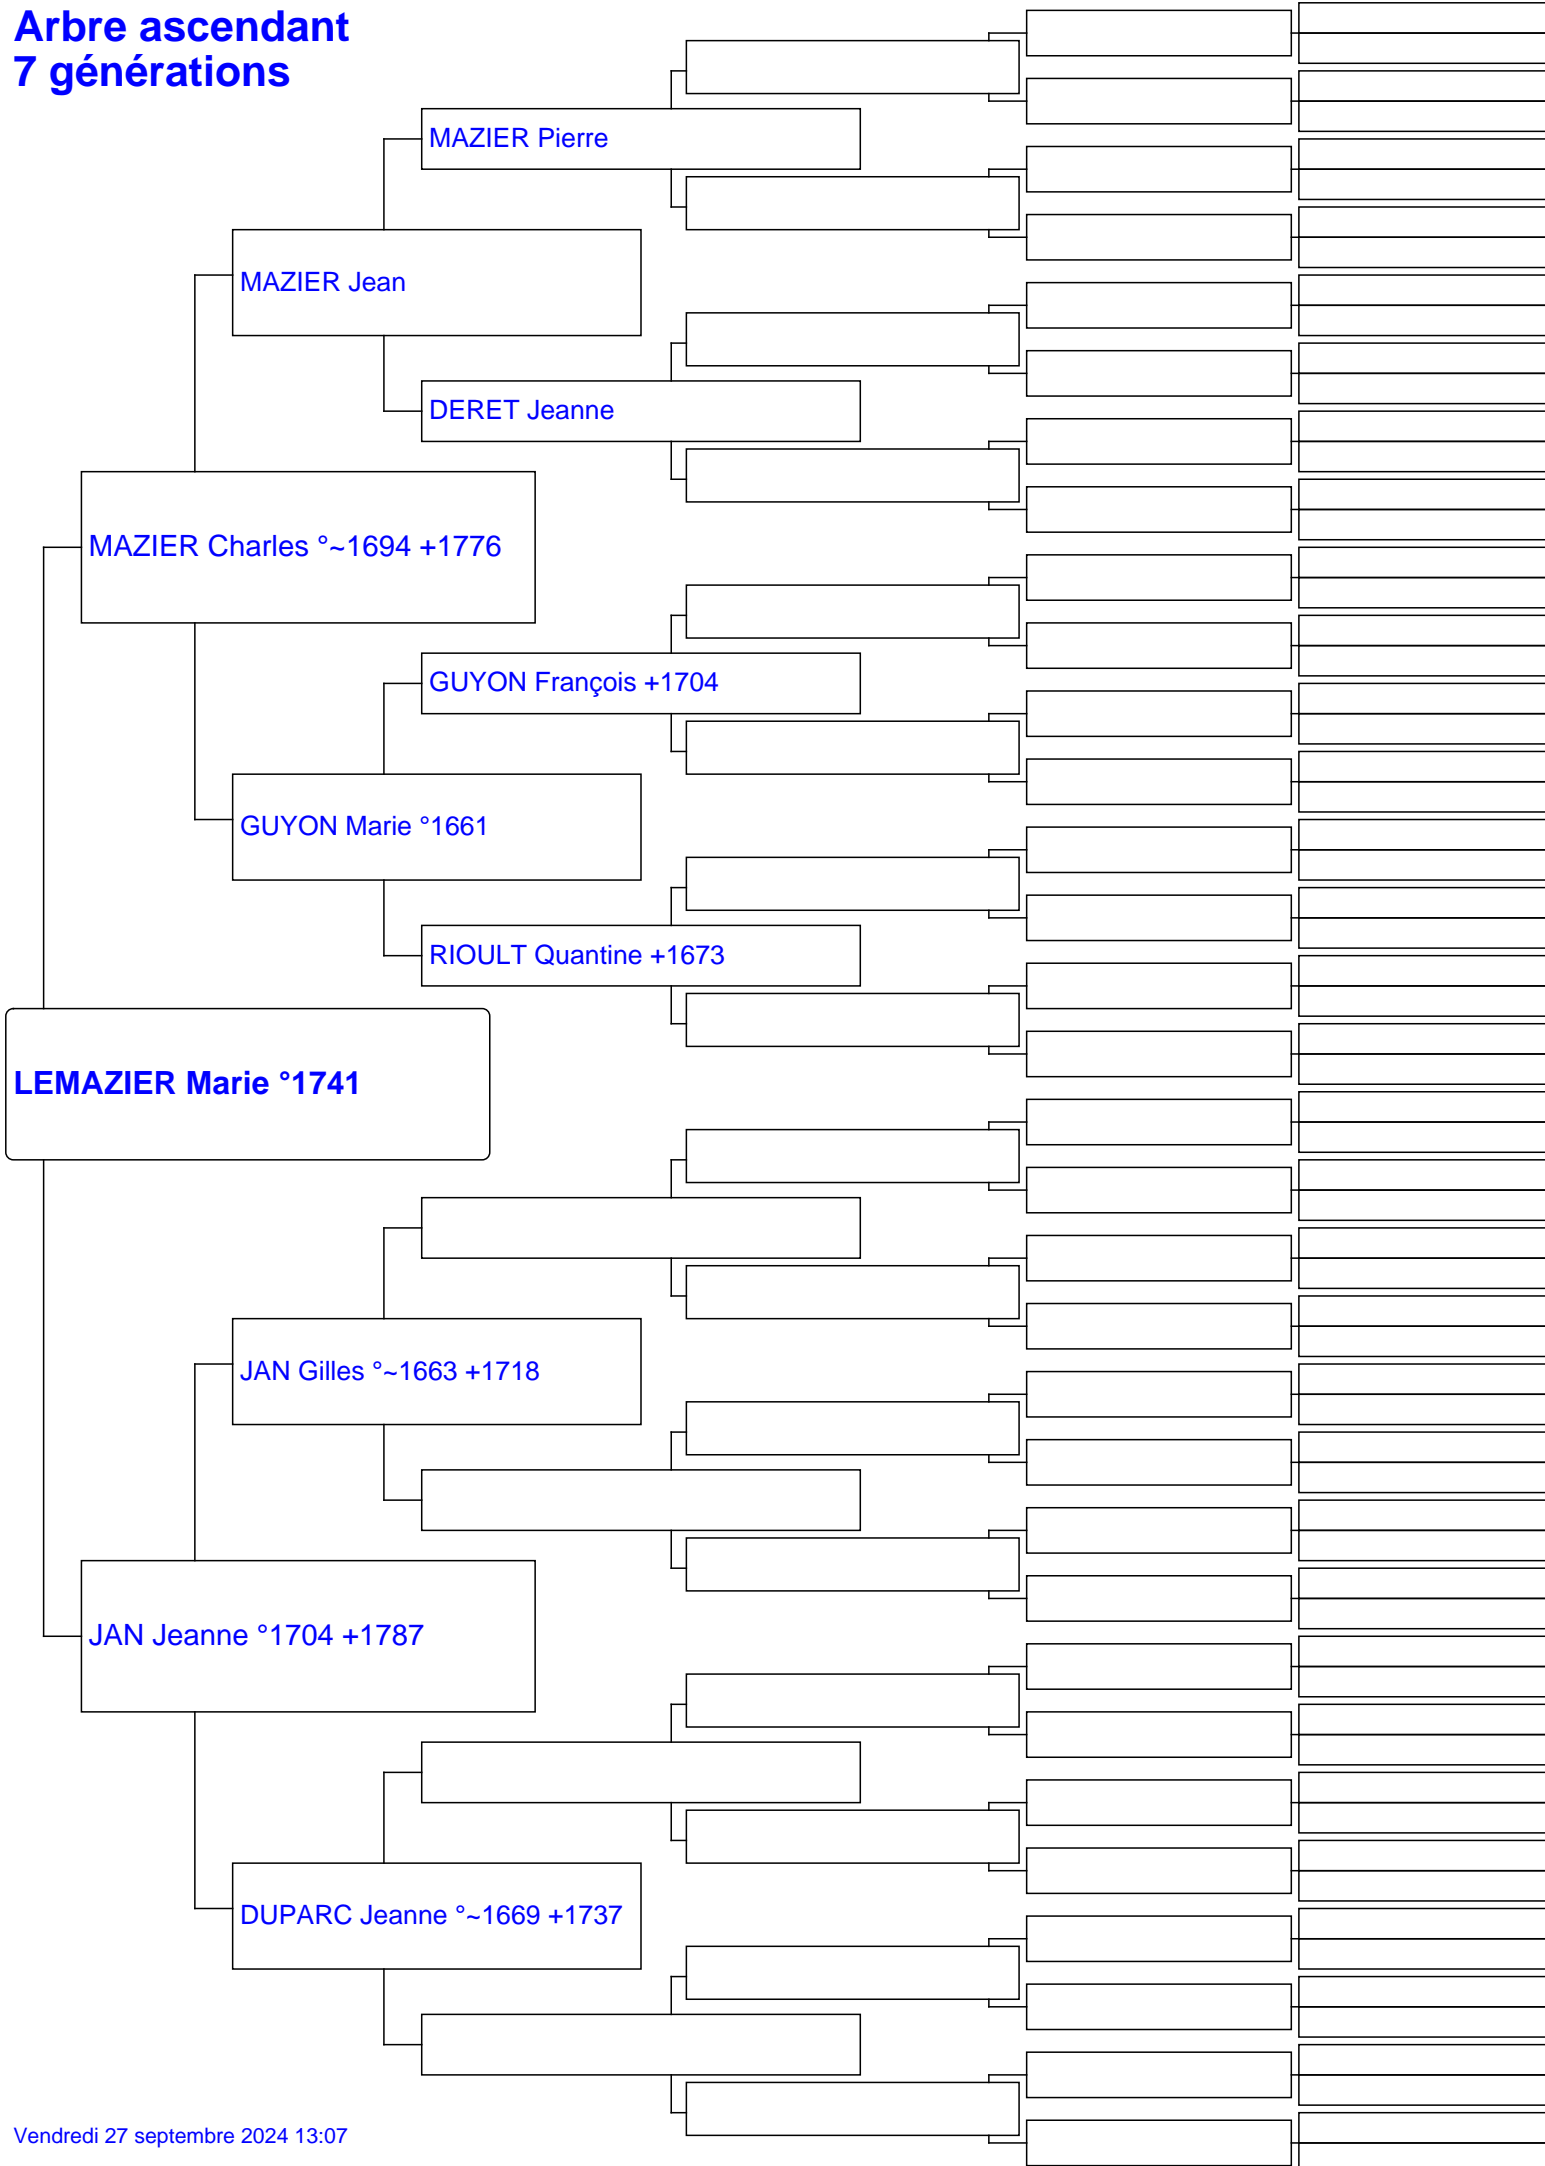 Arbre ascendant
7 générations
MAZIER Pierre
MAZIER Jean
DERET Jeanne
MAZIER Charles °~1694 +1776
GUYON François +1704
GUYON Marie °1661
RIOULT Quantine +1673
LEMAZIER Marie °1741
JAN Gilles °~1663 +1718
JAN Jeanne °1704 +1787
DUPARC Jeanne °~1669 +1737
Vendredi 27 septembre 2024 13:07